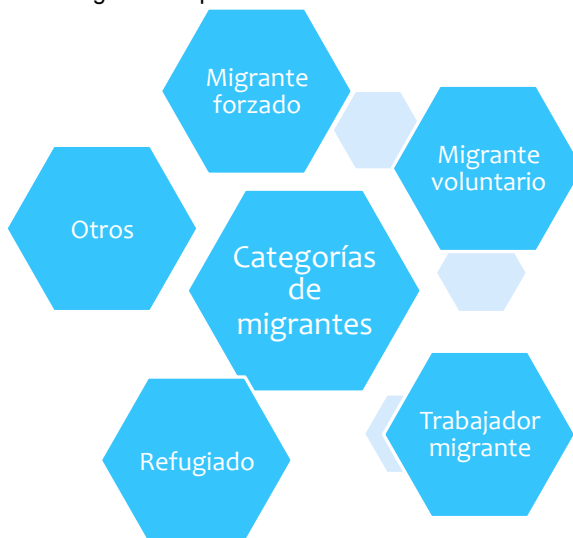 Migrante
forzado
Migrante
voluntario
Otros
Categorías
de
migrantes
Trabajador
migrante
Refugiado